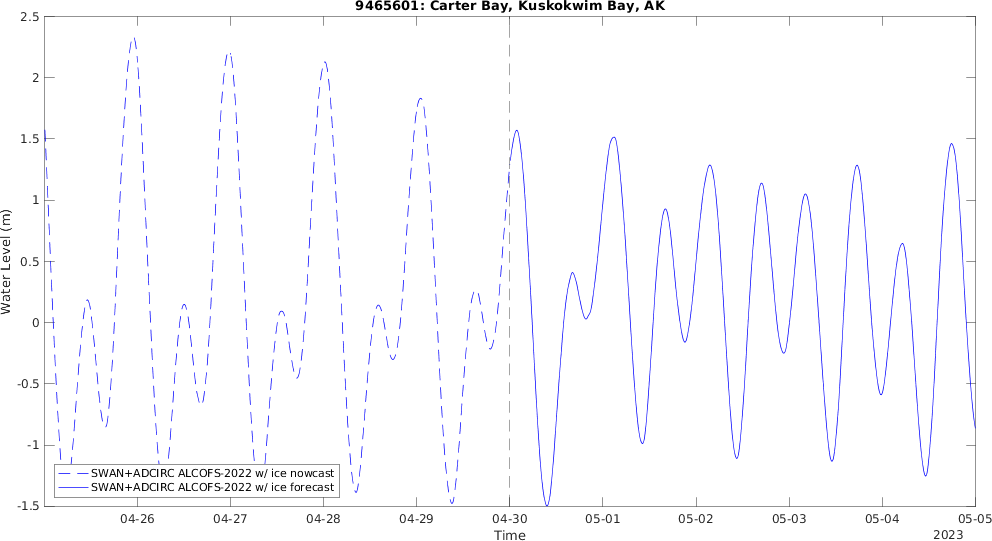 9465601: Carter Bay, Kuskokwim Bay, AK
Water Level (m)
2.5
2
1.5
1
0.5
0
-0.5
-1
-1.5
SWAN+ADCIRC ALCOFS-2022 w/ ice nowcast
SWAN+ADCIRC ALCOFS-2022 w/ ice forecast
04-26 04-27 04-28 04-29 04-30 05-01 05-02 05-03 05-04 05-05
Time
2023